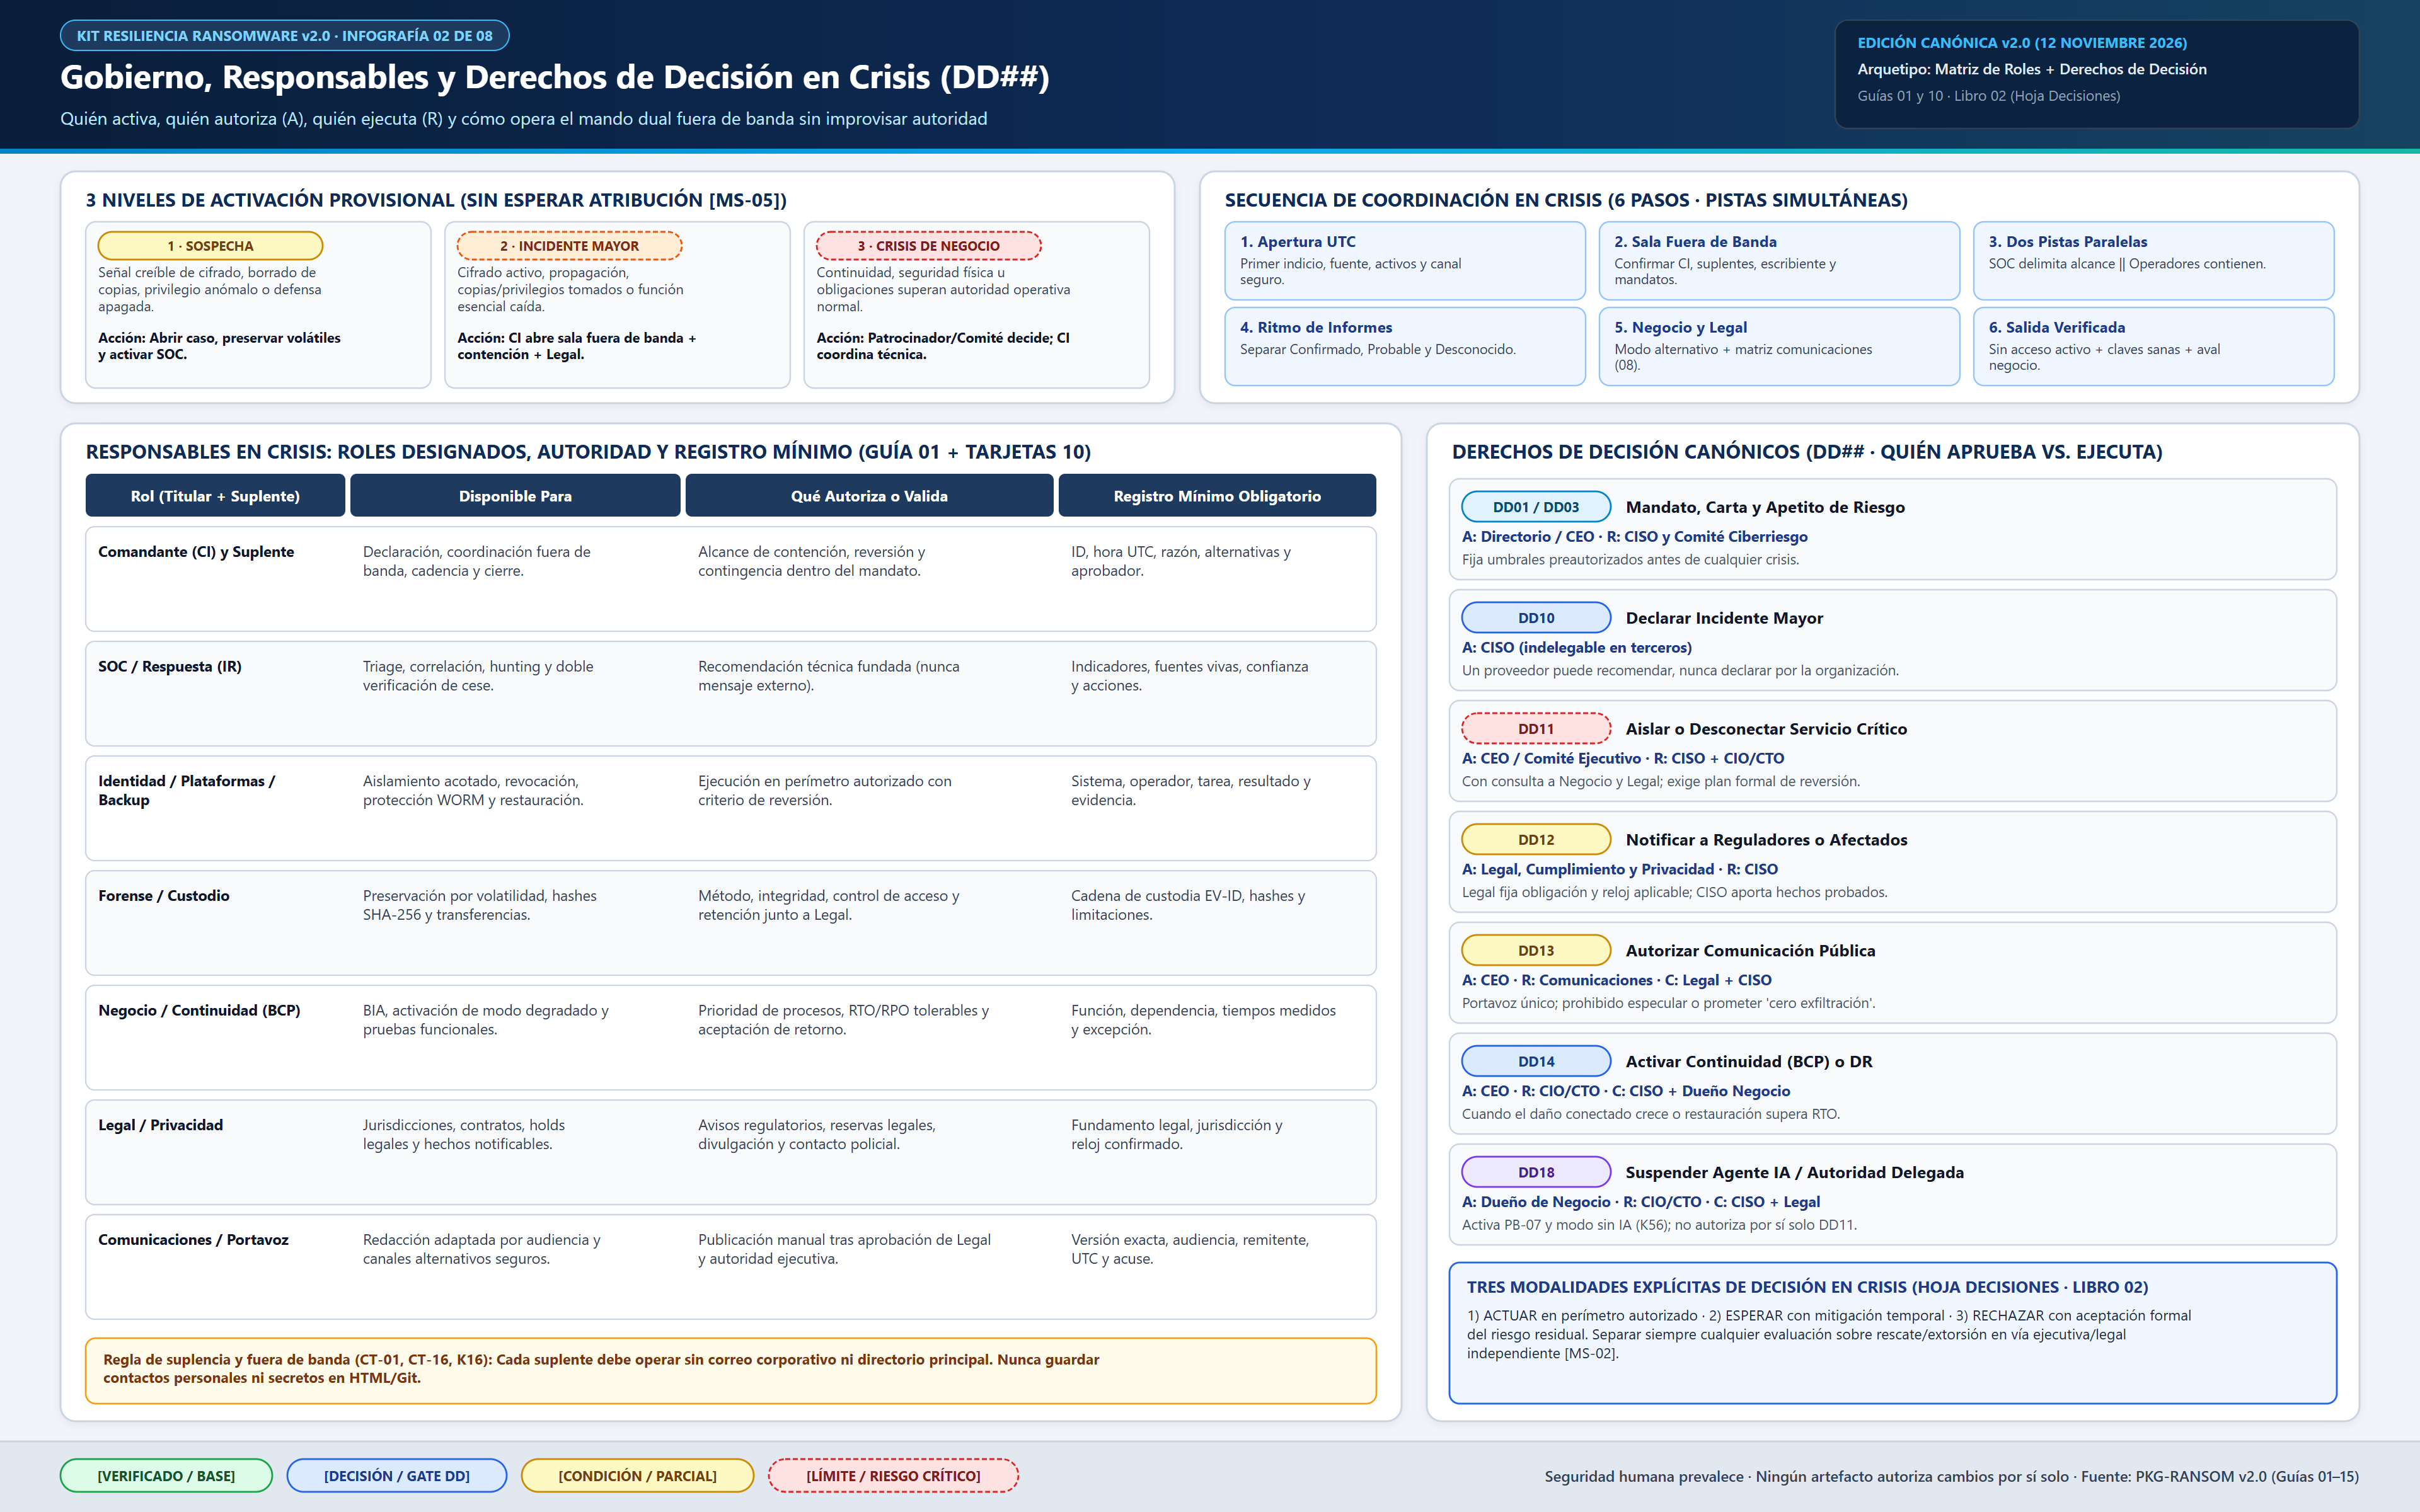 KIT RESILIENCIA RANSOMWARE v2.0 · INFOGRAFÍA 02 DE 08
Gobierno, Responsables y Derechos de Decisión en Crisis (DD##)
Quién activa, quién autoriza (A), quién ejecuta (R) y cómo opera el mando dual fuera de banda sin improvisar autoridad
EDICIÓN CANÓNICA v2.0 (12 NOVIEMBRE 2026)
Arquetipo: Matriz de Roles + Derechos de Decisión
Guías 01 y 10 · Libro 02 (Hoja Decisiones)
3 NIVELES DE ACTIVACIÓN PROVISIONAL (SIN ESPERAR ATRIBUCIÓN [MS-05])
1 · SOSPECHA
Señal creíble de cifrado, borrado de
copias, privilegio anómalo o defensa
apagada.
Acción: Abrir caso, preservar volátiles
y activar SOC.
2 · INCIDENTE MAYOR
Cifrado activo, propagación,
copias/privilegios tomados o función
esencial caída.
Acción: CI abre sala fuera de banda +
contención + Legal.
3 · CRISIS DE NEGOCIO
Continuidad, seguridad física u
obligaciones superan autoridad operativa
normal.
Acción: Patrocinador/Comité decide; CI
coordina técnica.
SECUENCIA DE COORDINACIÓN EN CRISIS (6 PASOS · PISTAS SIMULTÁNEAS)
1. Apertura UTC
Primer indicio, fuente, activos y canal
seguro.
2. Sala Fuera de Banda
Confirmar CI, suplentes, escribiente y
mandatos.
3. Dos Pistas Paralelas
SOC delimita alcance || Operadores contienen.
4. Ritmo de Informes
Separar Confirmado, Probable y Desconocido.
5. Negocio y Legal
Modo alternativo + matriz comunicaciones
(08).
6. Salida Verificada
Sin acceso activo + claves sanas + aval
negocio.
RESPONSABLES EN CRISIS: ROLES DESIGNADOS, AUTORIDAD Y REGISTRO MÍNIMO (GUÍA 01 + TARJETAS 10)
Rol (Titular + Suplente)
Disponible Para
Qué Autoriza o Valida
Registro Mínimo Obligatorio
Comandante (CI) y Suplente
Declaración, coordinación fuera de
banda, cadencia y cierre.
Alcance de contención, reversión y
contingencia dentro del mandato.
ID, hora UTC, razón, alternativas y
aprobador.
SOC / Respuesta (IR)
Triage, correlación, hunting y doble
verificación de cese.
Recomendación técnica fundada (nunca
mensaje externo).
Indicadores, fuentes vivas, confianza
y acciones.
Identidad / Plataformas /
Backup
Aislamiento acotado, revocación,
protección WORM y restauración.
Ejecución en perímetro autorizado con
criterio de reversión.
Sistema, operador, tarea, resultado y
evidencia.
Forense / Custodio
Preservación por volatilidad, hashes
SHA-256 y transferencias.
Método, integridad, control de acceso y
retención junto a Legal.
Cadena de custodia EV-ID, hashes y
limitaciones.
Negocio / Continuidad (BCP)
BIA, activación de modo degradado y
pruebas funcionales.
Prioridad de procesos, RTO/RPO tolerables y
aceptación de retorno.
Función, dependencia, tiempos medidos
y excepción.
Legal / Privacidad
Jurisdicciones, contratos, holds
legales y hechos notificables.
Avisos regulatorios, reservas legales,
divulgación y contacto policial.
Fundamento legal, jurisdicción y
reloj confirmado.
Comunicaciones / Portavoz
Redacción adaptada por audiencia y
canales alternativos seguros.
Publicación manual tras aprobación de Legal
y autoridad ejecutiva.
Versión exacta, audiencia, remitente,
UTC y acuse.
Regla de suplencia y fuera de banda (CT-01, CT-16, K16): Cada suplente debe operar sin correo corporativo ni directorio principal. Nunca guardar
contactos personales ni secretos en HTML/Git.
DERECHOS DE DECISIÓN CANÓNICOS (DD## · QUIÉN APRUEBA VS. EJECUTA)
DD01 / DD03
Mandato, Carta y Apetito de Riesgo
A: Directorio / CEO · R: CISO y Comité Ciberriesgo
Fija umbrales preautorizados antes de cualquier crisis.
DD10
Declarar Incidente Mayor
A: CISO (indelegable en terceros)
Un proveedor puede recomendar, nunca declarar por la organización.
DD11
Aislar o Desconectar Servicio Crítico
A: CEO / Comité Ejecutivo · R: CISO + CIO/CTO
Con consulta a Negocio y Legal; exige plan formal de reversión.
DD12
Notificar a Reguladores o Afectados
A: Legal, Cumplimiento y Privacidad · R: CISO
Legal fija obligación y reloj aplicable; CISO aporta hechos probados.
DD13
Autorizar Comunicación Pública
A: CEO · R: Comunicaciones · C: Legal + CISO
Portavoz único; prohibido especular o prometer 'cero exfiltración'.
DD14
Activar Continuidad (BCP) o DR
A: CEO · R: CIO/CTO · C: CISO + Dueño Negocio
Cuando el daño conectado crece o restauración supera RTO.
DD18
Suspender Agente IA / Autoridad Delegada
A: Dueño de Negocio · R: CIO/CTO · C: CISO + Legal
Activa PB-07 y modo sin IA (K56); no autoriza por sí solo DD11.
TRES MODALIDADES EXPLÍCITAS DE DECISIÓN EN CRISIS (HOJA DECISIONES · LIBRO 02)
1) ACTUAR en perímetro autorizado · 2) ESPERAR con mitigación temporal · 3) RECHAZAR con aceptación formal
del riesgo residual. Separar siempre cualquier evaluación sobre rescate/extorsión en vía ejecutiva/legal
independiente [MS-02].
[VERIFICADO / BASE]
[DECISIÓN / GATE DD]
[CONDICIÓN / PARCIAL]
[LÍMITE / RIESGO CRÍTICO]
Seguridad humana prevalece · Ningún artefacto autoriza cambios por sí solo · Fuente: PKG-RANSOM v2.0 (Guías 01–15)